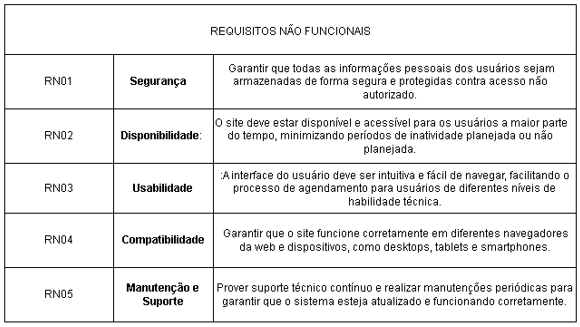 REQUISITOS NÃO FUNCIONAIS
RN01
Segurança
Garantir que todas as informações pessoais dos usuários sejam
armazenadas de forma segura e protegidas contra acesso não
autorizado.
RN02
Disponibilidade:
O site deve estar disponível e acessível para os usuários a maior parte
do tempo, minimizando períodos de inatividade planejada ou não
planejada.
RN03
Usabilidade
:A interface do usuário deve ser intuitiva e fácil de navegar, facilitando o
processo de agendamento para usuários de diferentes níveis de
habilidade técnica.
RN04
Compatibilidade
Garantir que o site funcione corretamente em diferentes navegadores
da web e dispositivos, como desktops, tablets e smartphones.
RN05
Manutenção e
Suporte
Prover suporte técnico contínuo e realizar manutenções periódicas para
garantir que o sistema esteja atualizado e funcionando corretamente.